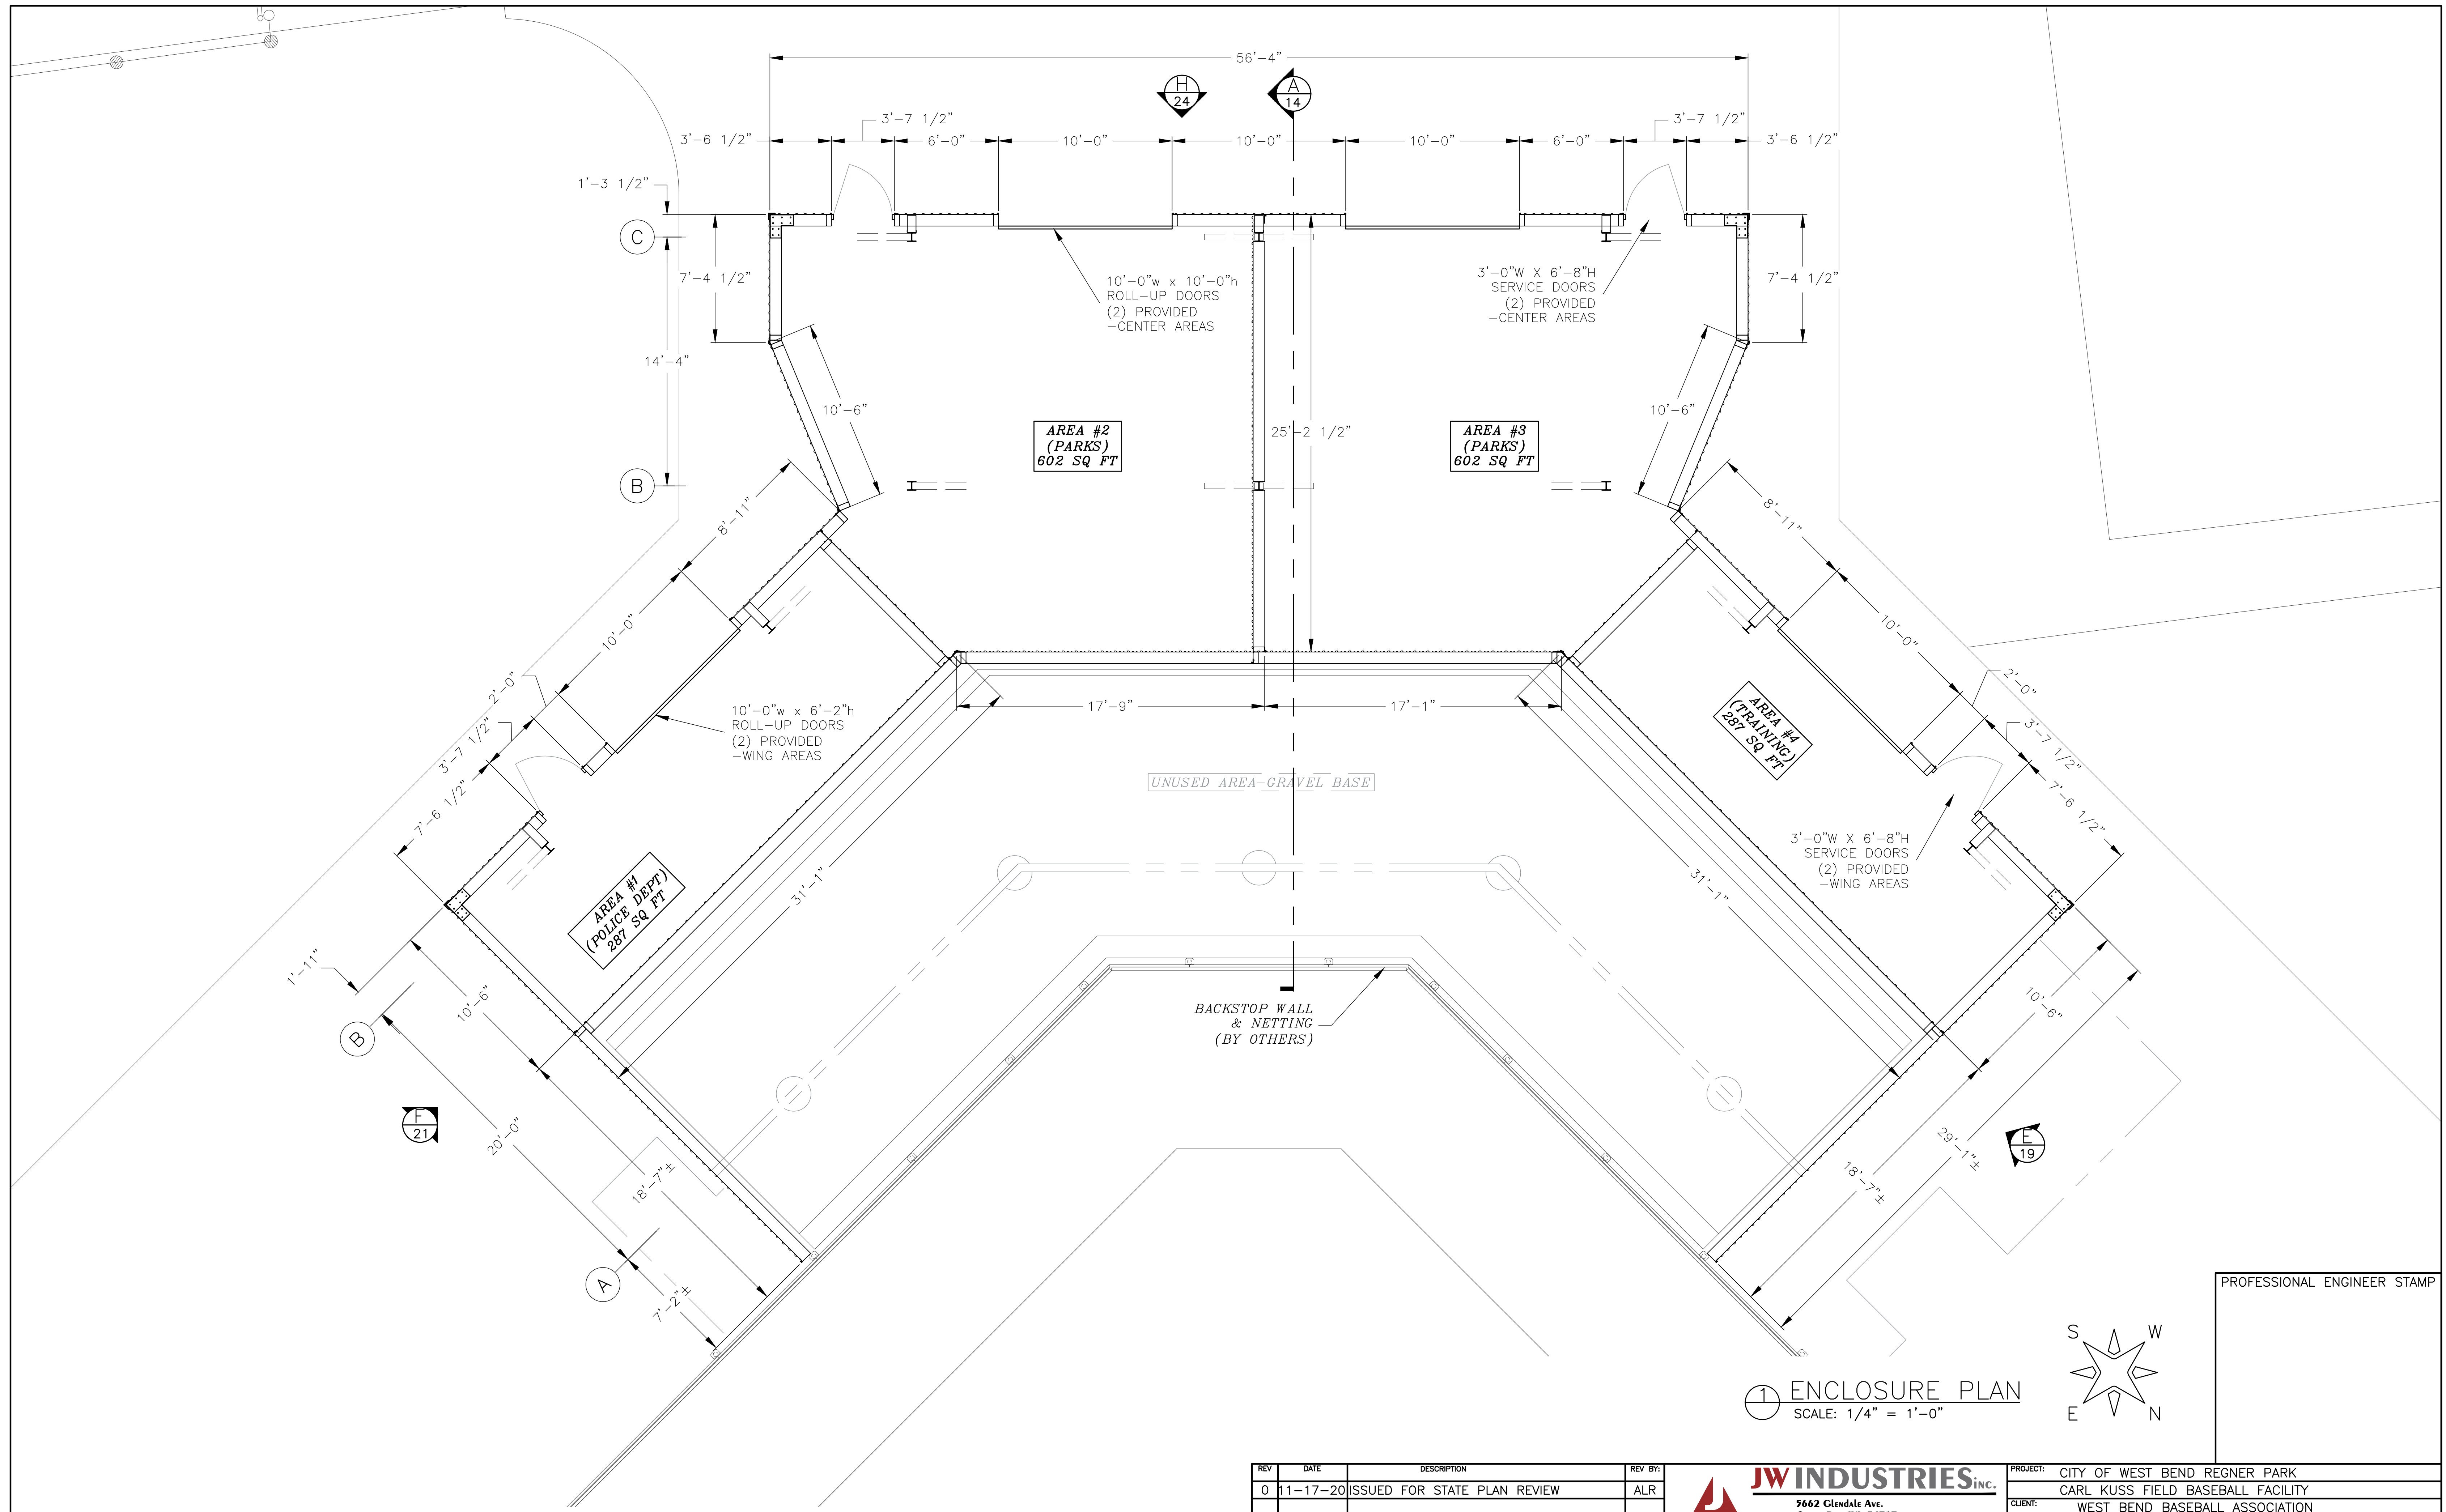 56'-4"
H
24
A
14
3'-7 1/2"
3'-7 1/2"
3'-6 1/2"
6'-0"
10'-0"
10'-0"
10'-0"
6'-0"
3'-6 1/2"
1'-3 1/2"
C
7'-4 1/2"
7'-4 1/2"
10'-0"w x 10'-0"h
ROLL-UP DOORS
(2) PROVIDED
-CENTER AREAS
3'-0"W X 6'-8"H
SERVICE DOORS
(2) PROVIDED
-CENTER AREAS
14'-4"
10'-6"
10'-6"
AREA #2
(PARKS)
602 SQ FT
25'-2 1/2"
AREA #3
(PARKS)
602 SQ FT
B
8'-11"
8'-11"
10'-0"
10'-0"
2'-0"
2'-0"
3'-7 1/2"
3'-7 1/2"
7'-6 1/2"
7'-6 1/2"
10'-0"w x 6'-2"h
ROLL-UP DOORS
(2) PROVIDED
-WING AREAS
17'-9"
17'-1"
AREA #4
(TRAINING)
287 SQ FT
UNUSED AREA-GRAVEL BASE
3'-0"W X 6'-8"H
SERVICE DOORS
(2) PROVIDED
-WING AREAS
AREA #1
(POLICE DEPT)
287 SQ FT
31'-1"
31'-1"
1'-11"
10'-6"
10'-6"
B
BACKSTOP WALL
& NETTING
(BY OTHERS)
F
21
20'-0"
18'-7"±
29'-1"±
18'-7"±
E
19
A
7'-2"±
PROFESSIONAL ENGINEER STAMP
S
W
E
N
1
ENCLOSURE PLAN
SCALE: 1/4" = 1'-0"
REV DATE DESCRIPTION REV BY:
0 11-17-20 ISSUED FOR STATE PLAN REVIEW ALR
JW INDUSTRIES inc.
5662 Glendale Ave.
PROJECT: CITY OF WEST BEND REGNER PARK
CARL KUSS FIELD BASEBALL FACILITY
CLIENT: WEST BEND BASEBALL ASSOCIATION